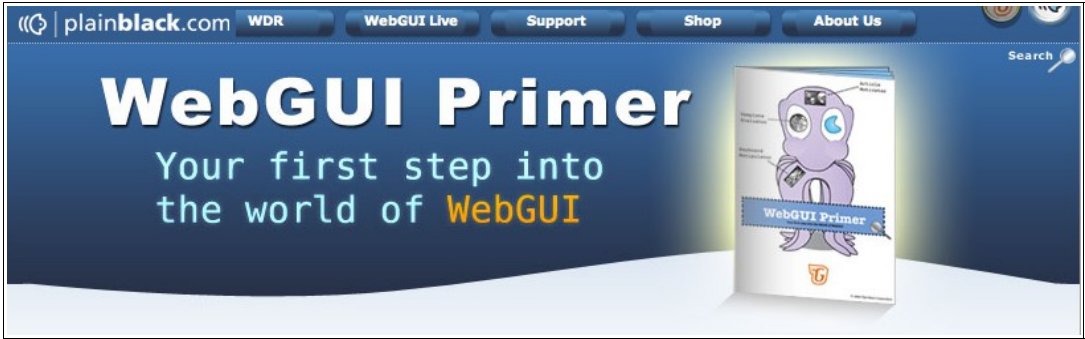 plainblack.com
WDR
WebGUI Live
Support
Shop
About Us
Search
WebGUI Primer
Your first step into
the world of WebGUI
WebGUI Primer